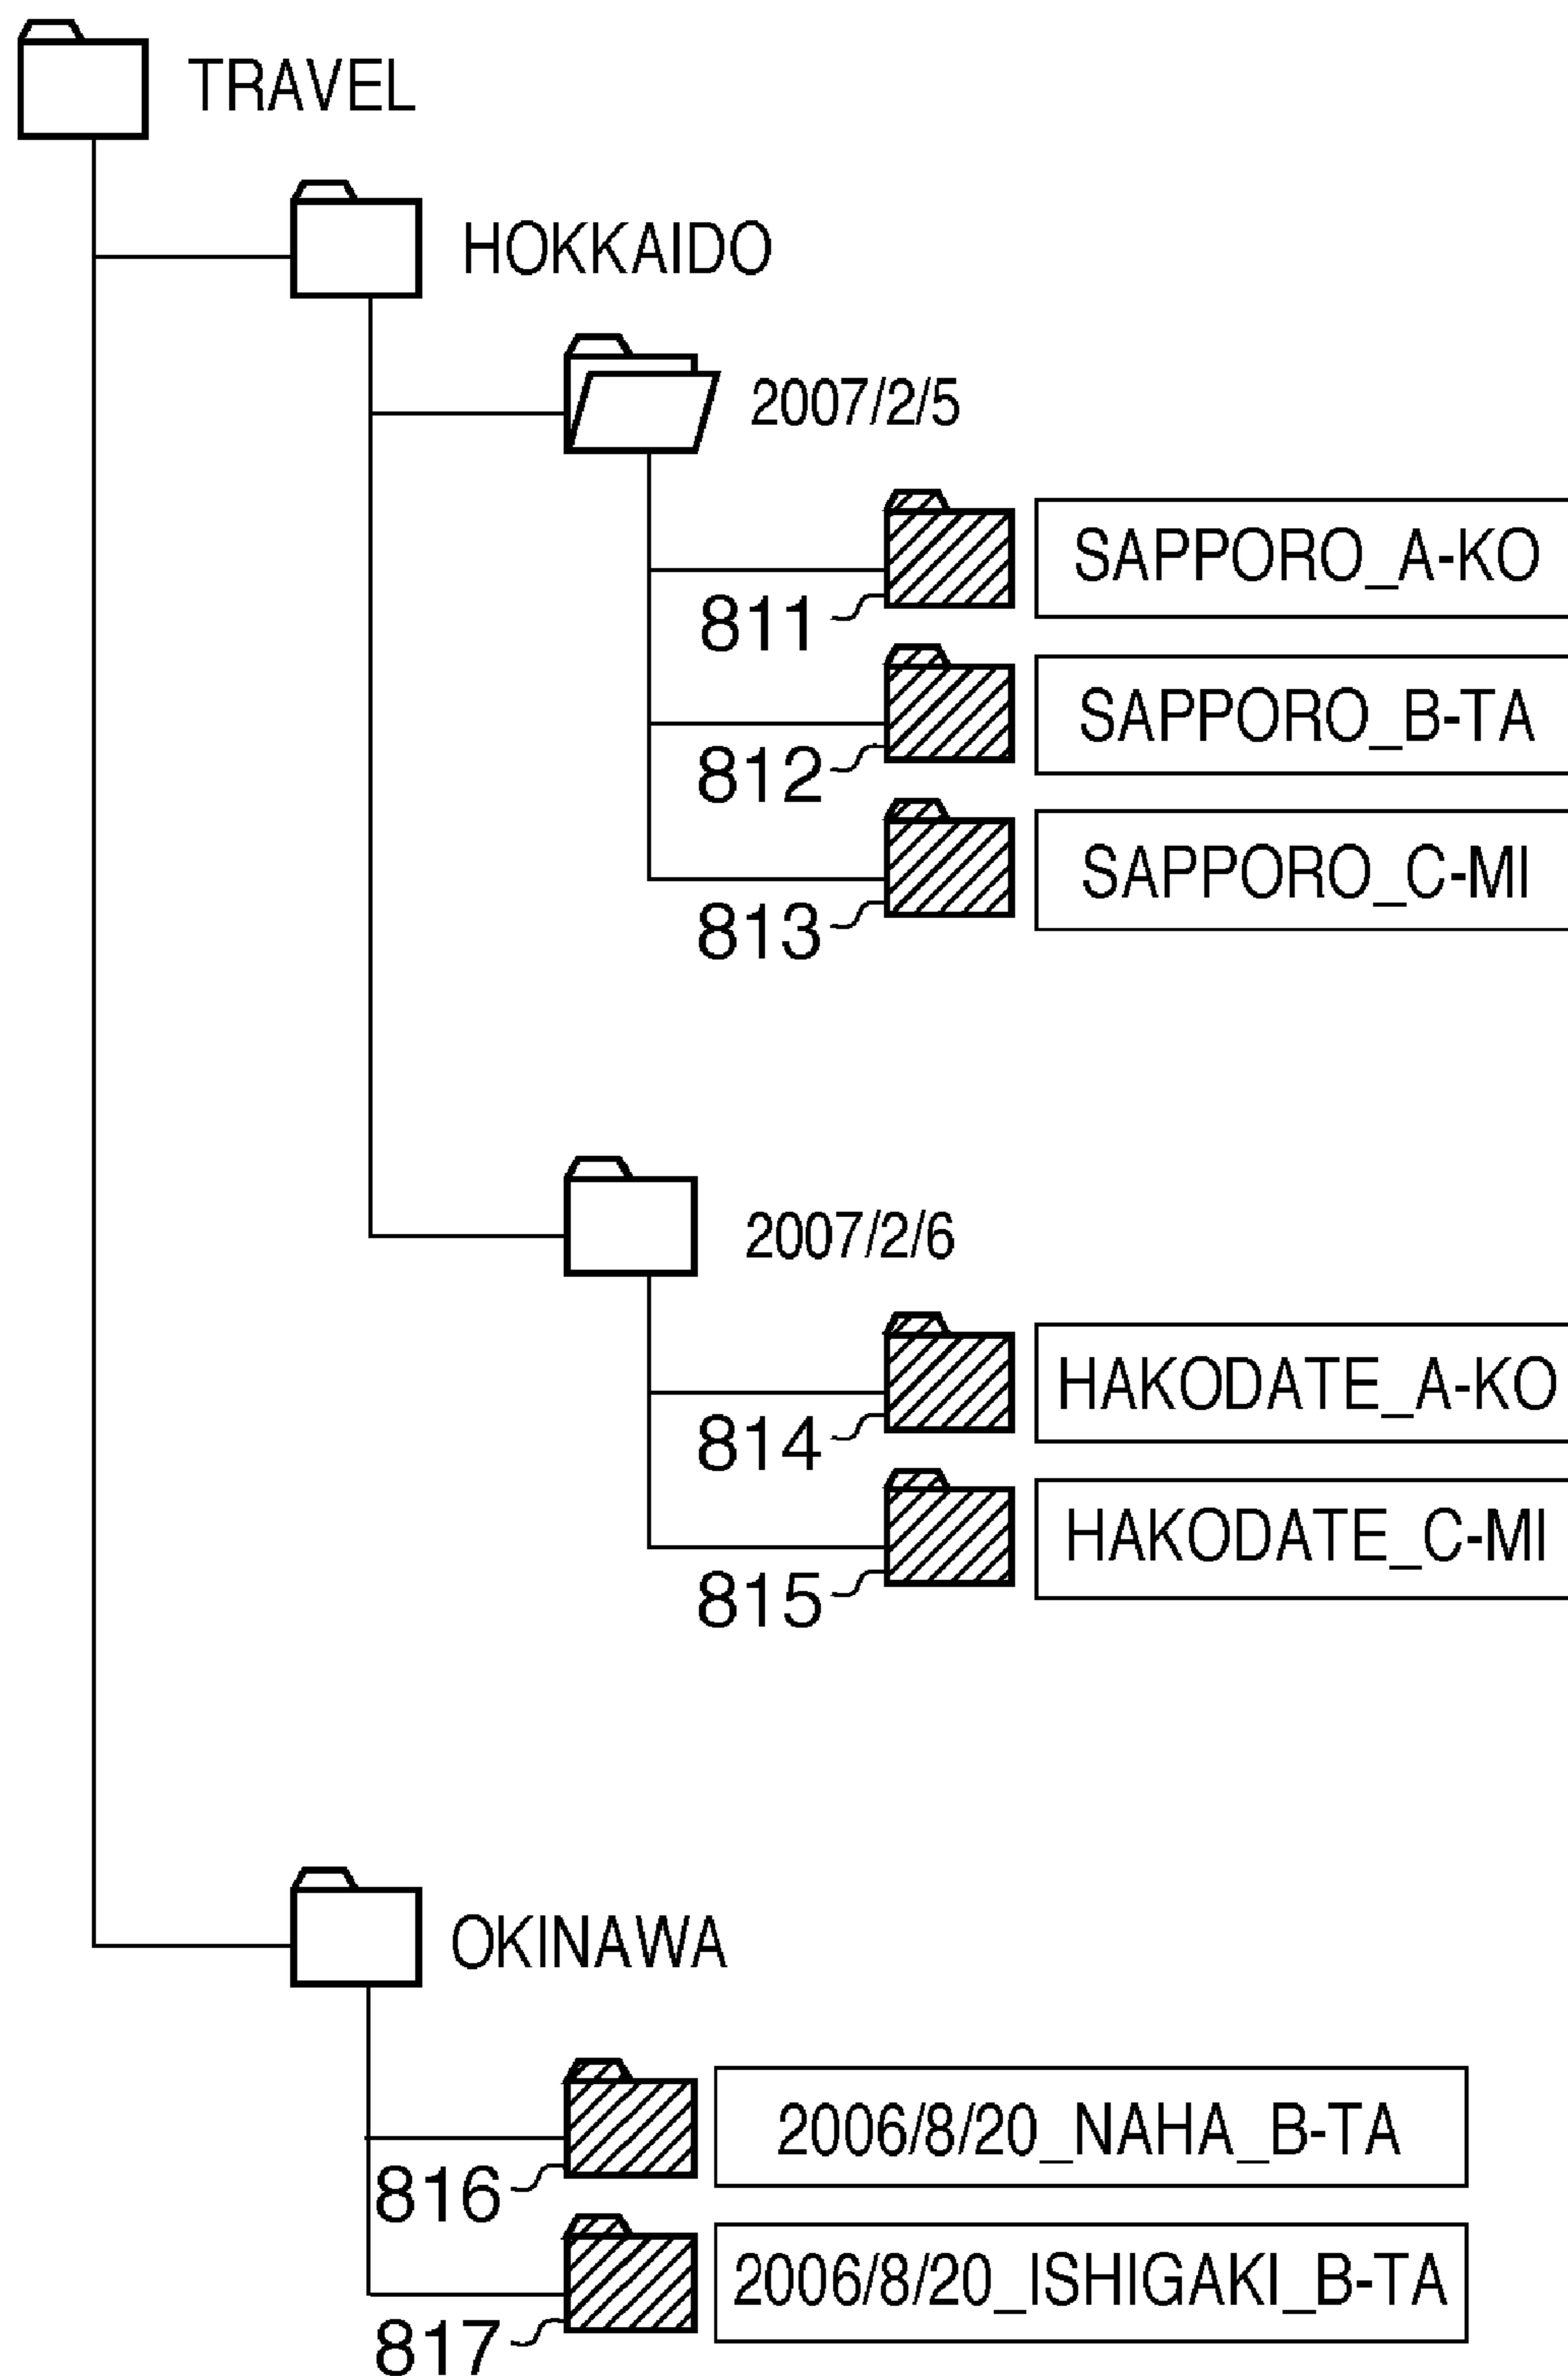 TRAVEL
HOKKAIDO
2007/2/5
SAPPORO_A-KO
811
SAPPORO_B-TA
812
SAPPORO_C-MI
813
2007/2/6
HAKODATE_A-KO
814
HAKODATE_C-MI
815
OKINAWA
2006/8/20_NAHA_B-TA
816
2006/8/20_ISHIGAKI_B-TA
817